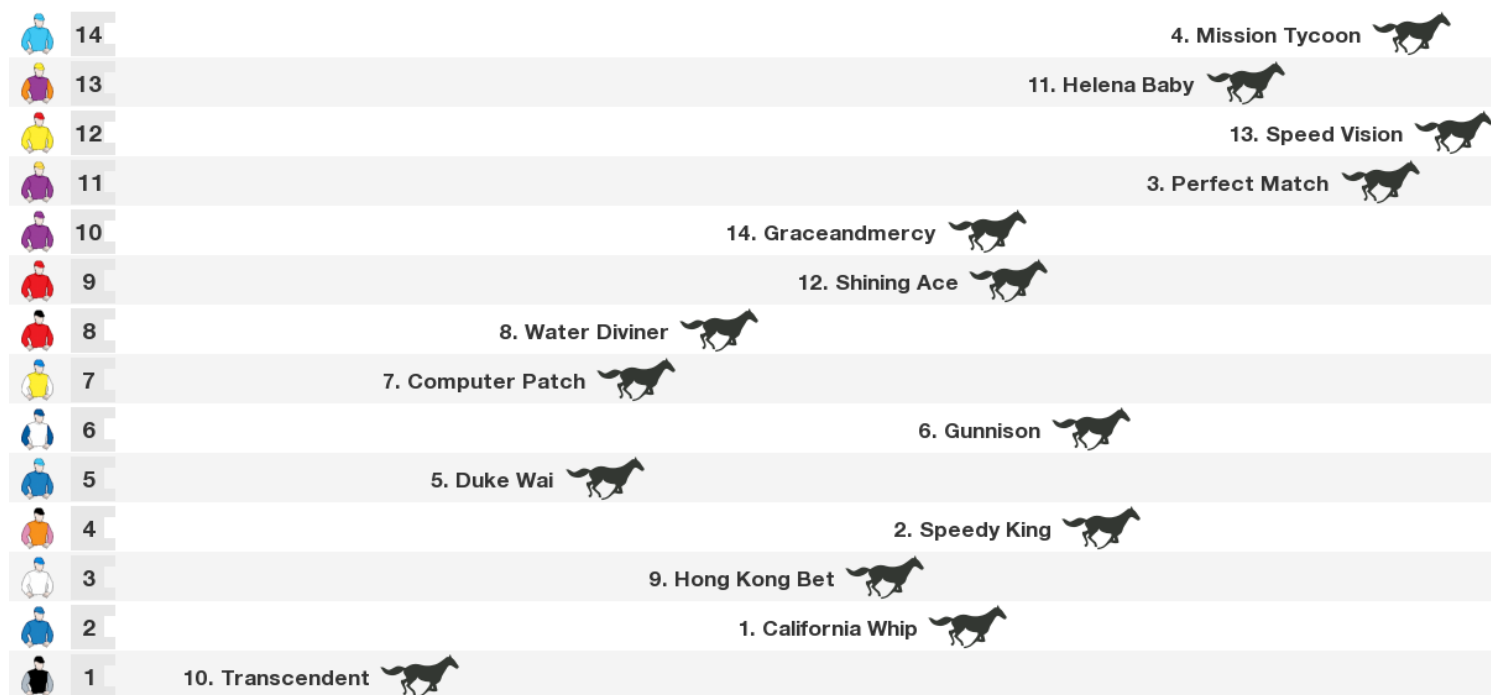 14 4. Mission Tycoon
13 11. Helena Baby
12 13. Speed Vision
11 3. Perfect Match
10 14. Graceandmercy
9 12. Shining Ace
8 8. Water Diviner
7 7. Computer Patch
6 6. Gunnison
5 5. Duke Wai
4 2. Speedy King
3 9. Hong Kong Bet
2 1. California Whip
1 10. Transcendent